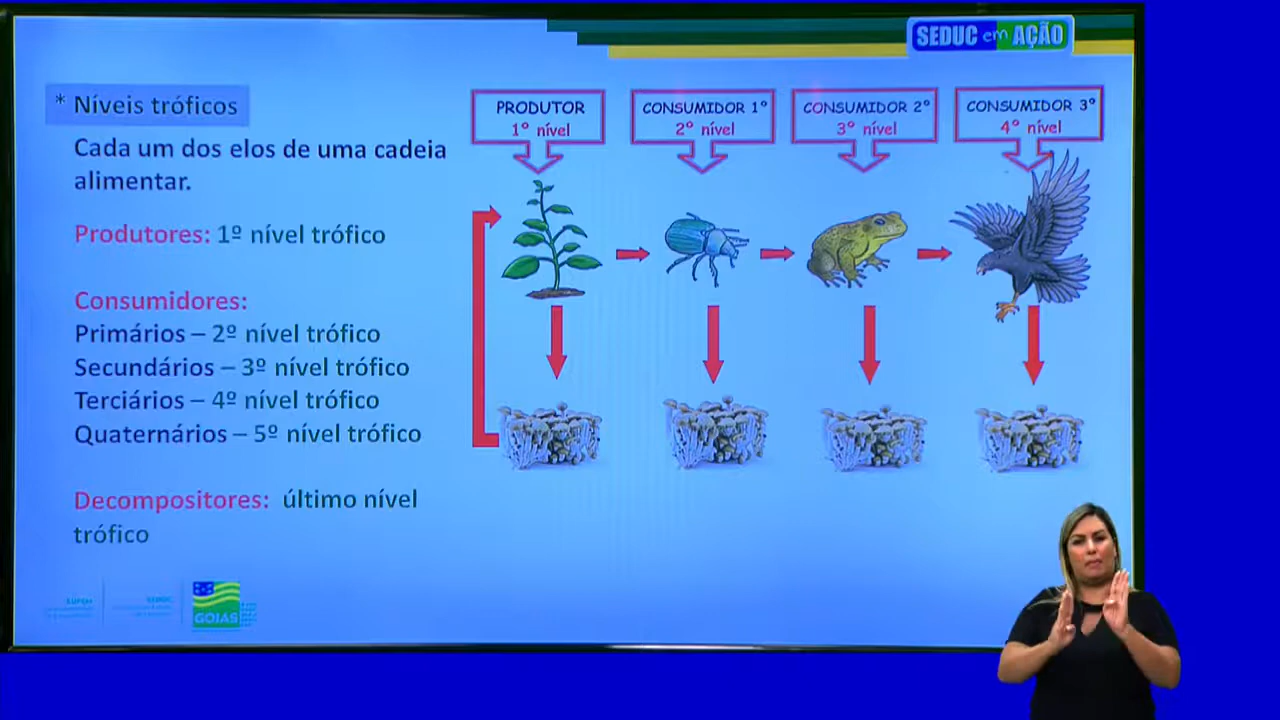 SEDUC em AÇÃO
* Níveis tróficos
Cada um dos elos de uma cadeia
alimentar.
Produtores: 1º nível trófico
Consumidores:
Primários – 2º nível trófico
Secundários – 3º nível trófico
Terciários – 4º nível trófico
Quaternários – 5º nível trófico
Decompositores: último nível
trófico
PRODUTOR
1º nível
CONSUMIDOR 1º
2º nível
CONSUMIDOR 2º
3º nível
CONSUMIDOR 3º
4º nível
GOIÁS